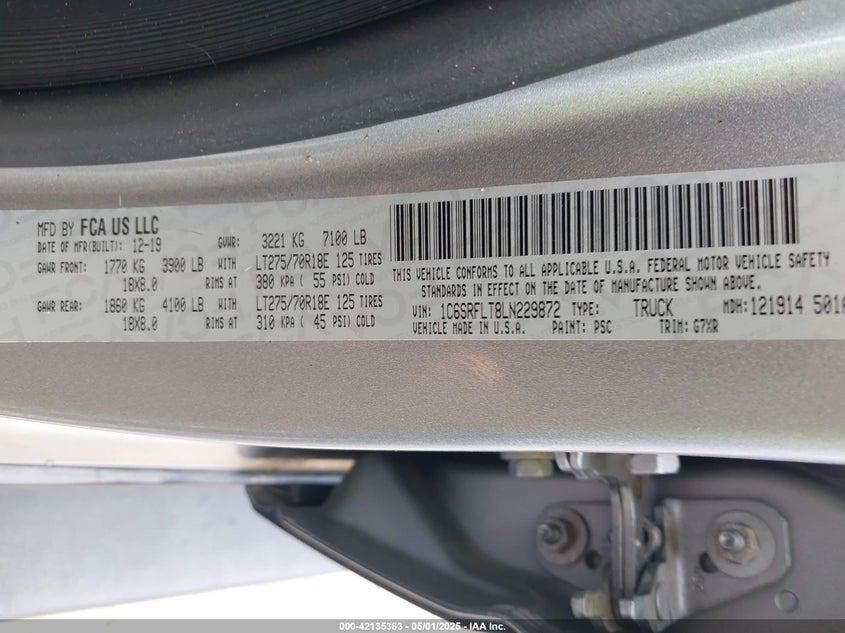 MFD BY FCA US LLC
DATE OF MFR(BUILT): 12-19 GVWR: 3221 KG 7100 LB
GAWR FRONT: 1770 KG 3900 LB WITH LT275/70R18E 125 TIRES
18X8.0 RIMS AT 380 KPA ( 55 PSI) COLD
GAWR REAR: 1860 KG 4100 LB WITH LT275/70R18E 125 TIRES
18X8.0 RIMS AT 310 KPA ( 45 PSI) COLD
THIS VEHICLE CONFORMS TO ALL APPLICABLE U.S.A. FEDERAL MOTOR VEHICLE SAFETY
STANDARDS IN EFFECT ON THE DATE OF MANUFACTURE SHOWN ABOVE.
VIN: 1C6SRFLT8LN229872 TYPE: TRUCK MDH: 121914 501
VEHICLE MADE IN U.S.A. PAINT: PSC TRIM: G7XR
000-42135383 - 05/01/2025 - Copyright © IAA, Inc.